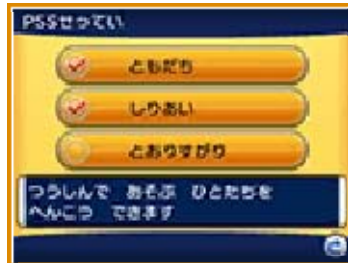 PSSせってい
ともだち
しりあい
とおりすがり
つうしんで あそぶ ひとたちを
へんこう できます